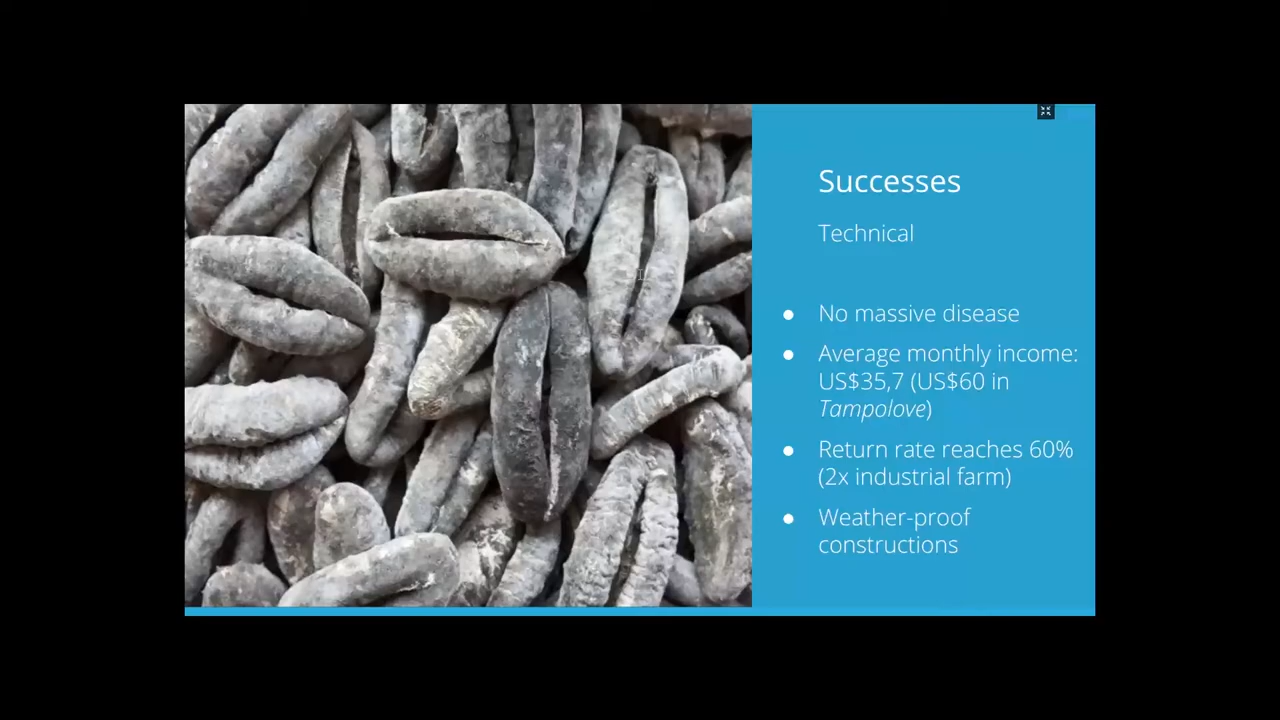 Successes
Technical
● No massive disease
● Average monthly income:
US$35,7 (US$60 in
Tampolove)
● Return rate reaches 60%
(2x industrial farm)
● Weather-proof
constructions